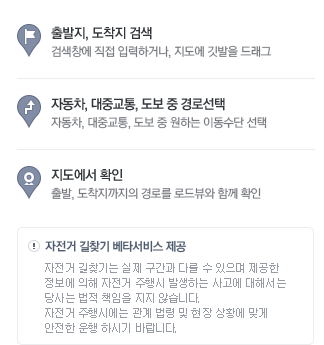 출발지, 도착지 검색
검색창에 직접 입력하거나, 지도에 깃발을 드래그
자동차, 대중교통, 도보 중 경로선택
자동차, 대중교통, 도보 중 원하는 이동수단 선택
지도에서 확인
출발, 도착지까지의 경로를 로드뷰와 함께 확인
자전거 길찾기 베타서비스 제공
자전거 길찾기는 실제 구간과 다를 수 있으며 제공한
정보에 의해 자전거 주행시 발생하는 사고에 대해서는
당사는 법적 책임을 지지 않습니다.
자전거 주행시에는 관계 법령 및 현장 상황에 맞게
안전한 운행 하시기 바랍니다.